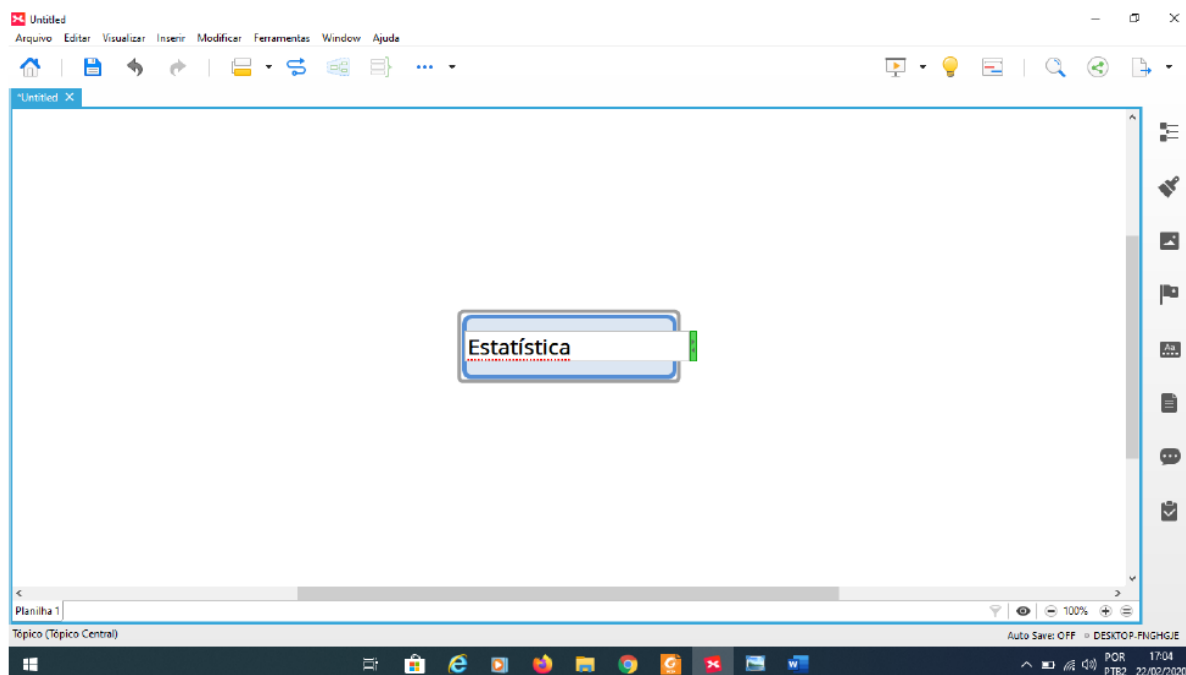 Untitled
Arquivo Editar Visualizar Inserir Modificar Ferramentas Window Ajuda
*Untitled
Estatística
Aa
Planilha 1
100%
Tópico (Tópico Central)
Auto Save: OFF
DESKTOP-FNGHGJE
POR 17:04
PTB2 22/02/2020